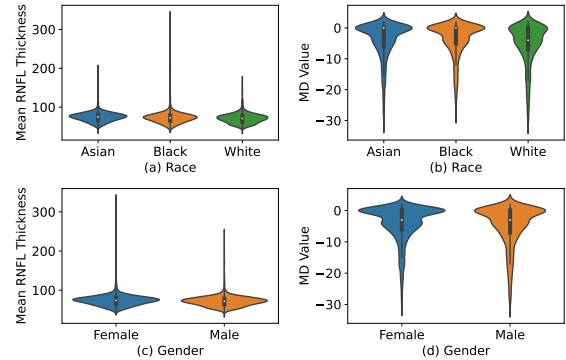 Mean RNFL Thickness
300
200
100
Asian Black White
(a) Race
MD Value
0
−10
−20
−30
Asian Black White
(b) Race
Mean RNFL Thickness
300
200
100
Female Male
(c) Gender
MD Value
0
−10
−20
−30
Female Male
(d) Gender